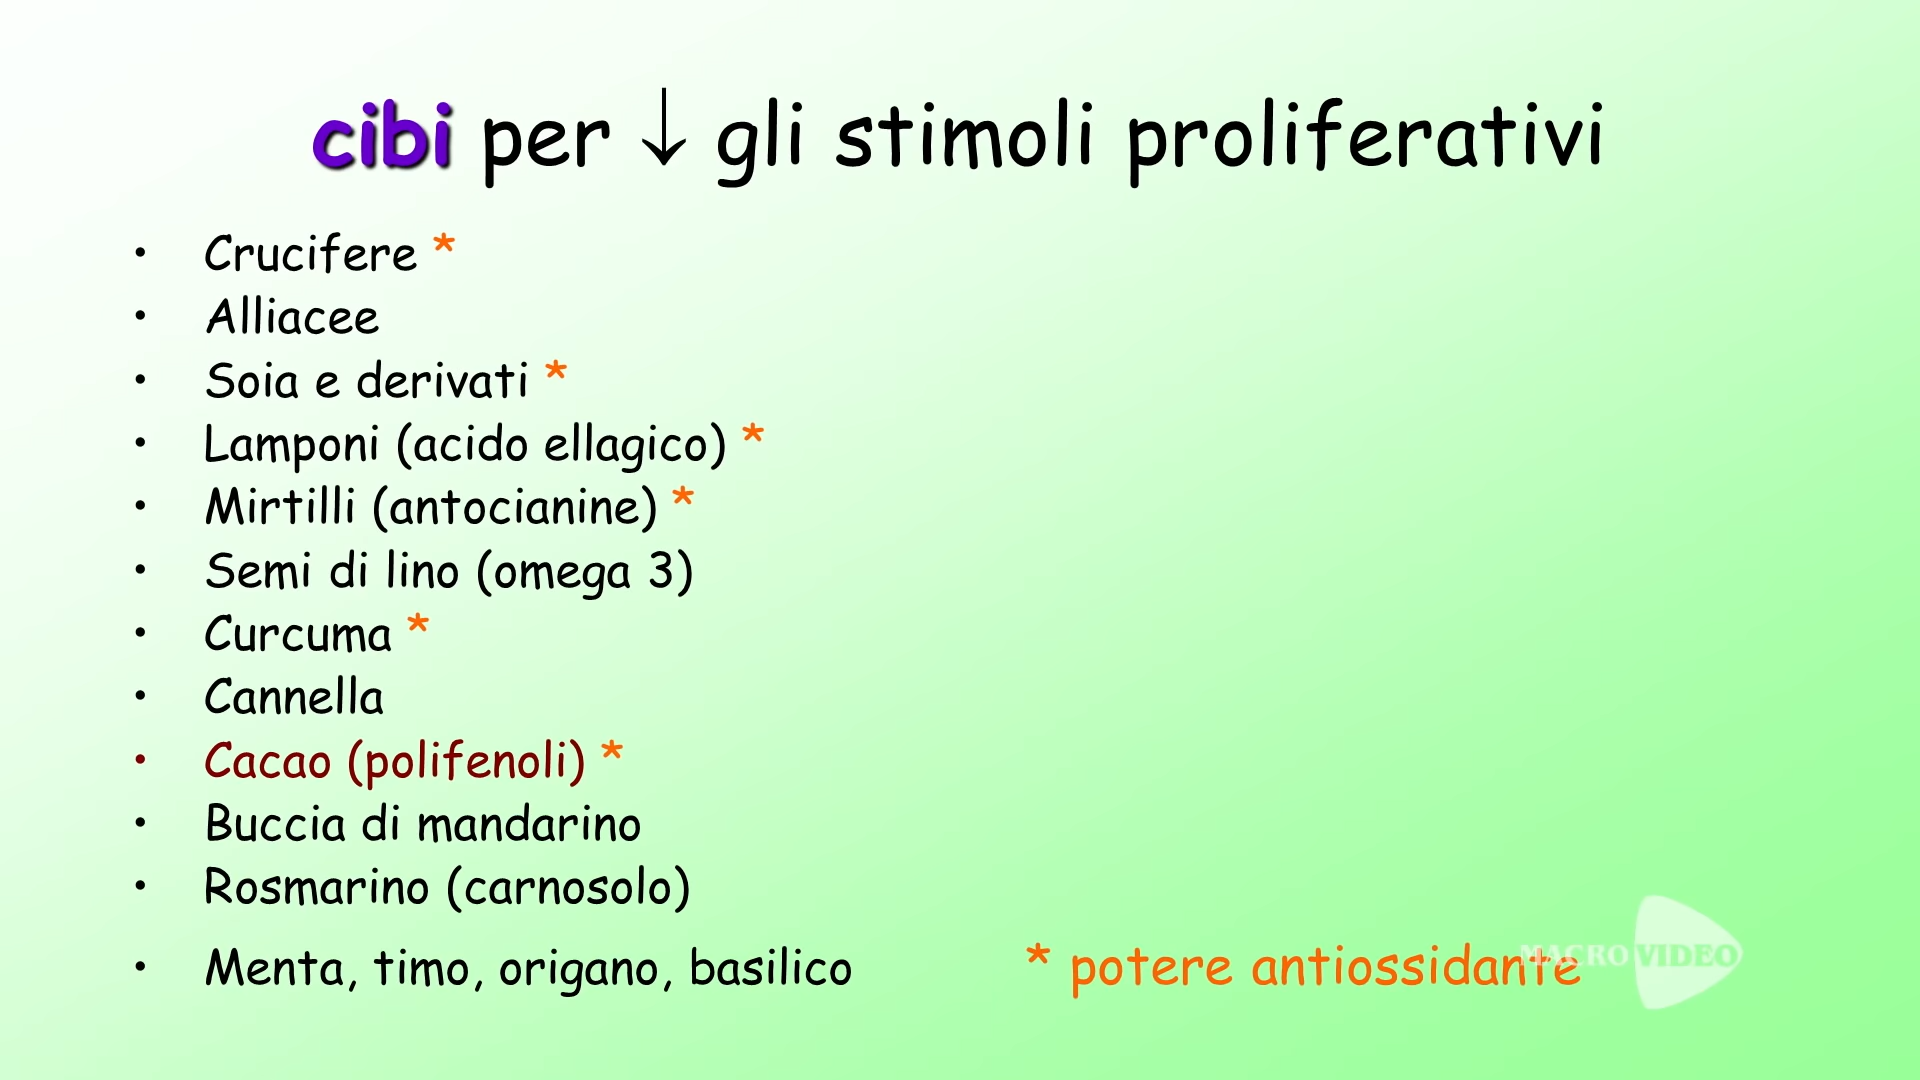 cibi per ↓ gli stimoli proliferativi
• Crucifere *
• Alliacee
• Soia e derivati *
• Lamponi (acido ellagico) *
• Mirtilli (antocianine) *
• Semi di lino (omega 3)
• Curcuma *
• Cannella
• Cacao (polifenoli) *
• Buccia di mandarino
• Rosmarino (carnosolo)
• Menta, timo, origano, basilico
* potere antiossidante
MACRO VIDEO